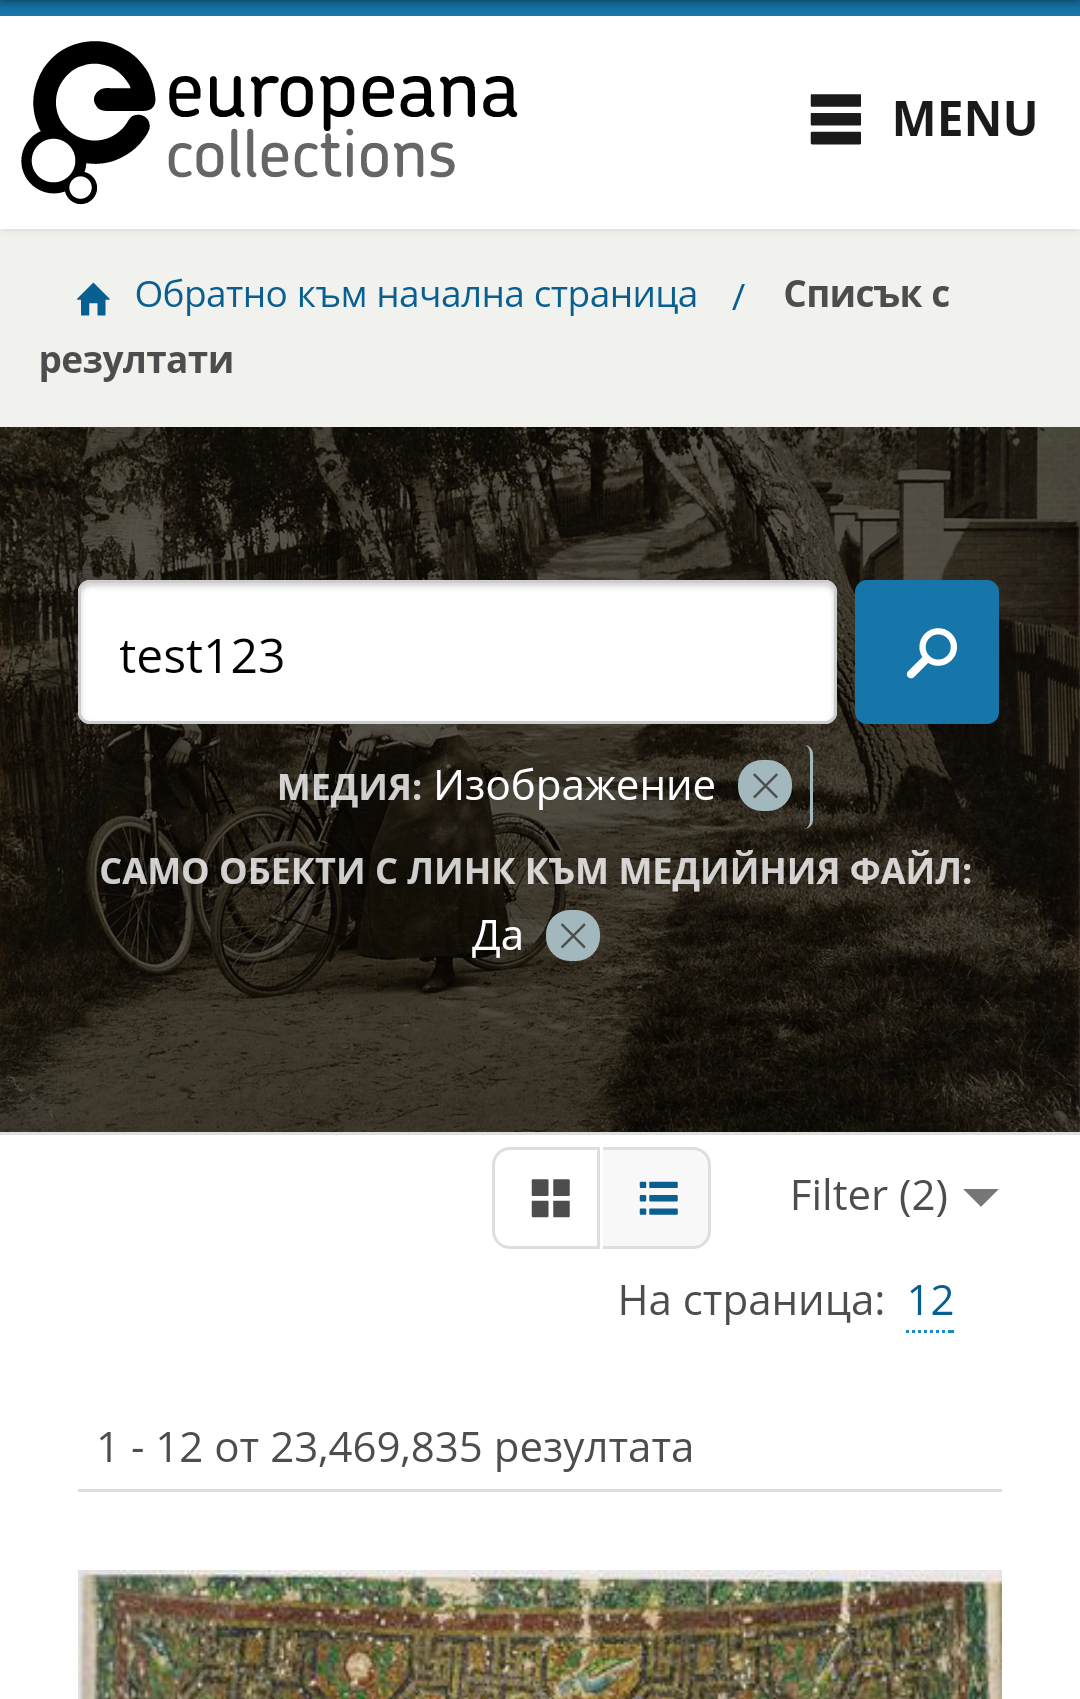 europeana
collections
MENU
Обратно към начална страница / Списък с
резултати
test123
МЕДИЯ: Изображение
САМО ОБЕКТИ С ЛИНК КЪМ МЕДИЙНИЯ ФАЙЛ:
Да
Filter (2)
На страница: 12
1 - 12 от 23,469,835 резултата